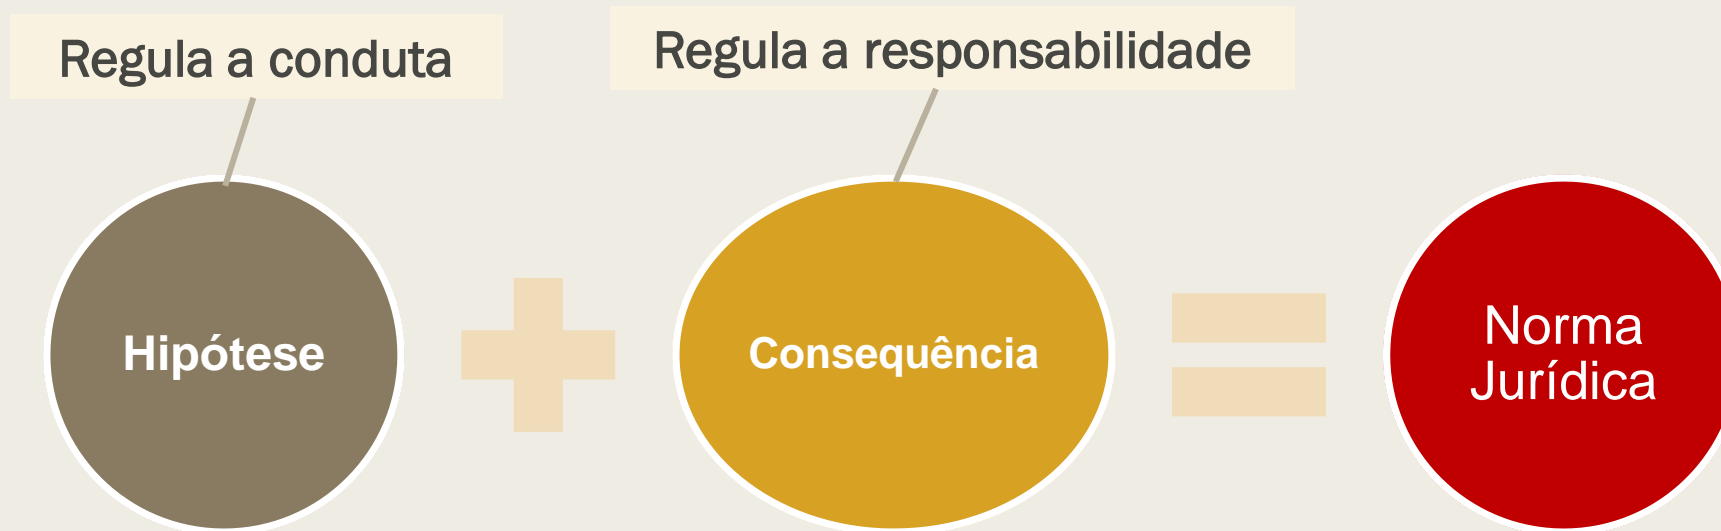 Regula a conduta
Regula a responsabilidade
Hipótese
Consequência
Norma
Jurídica